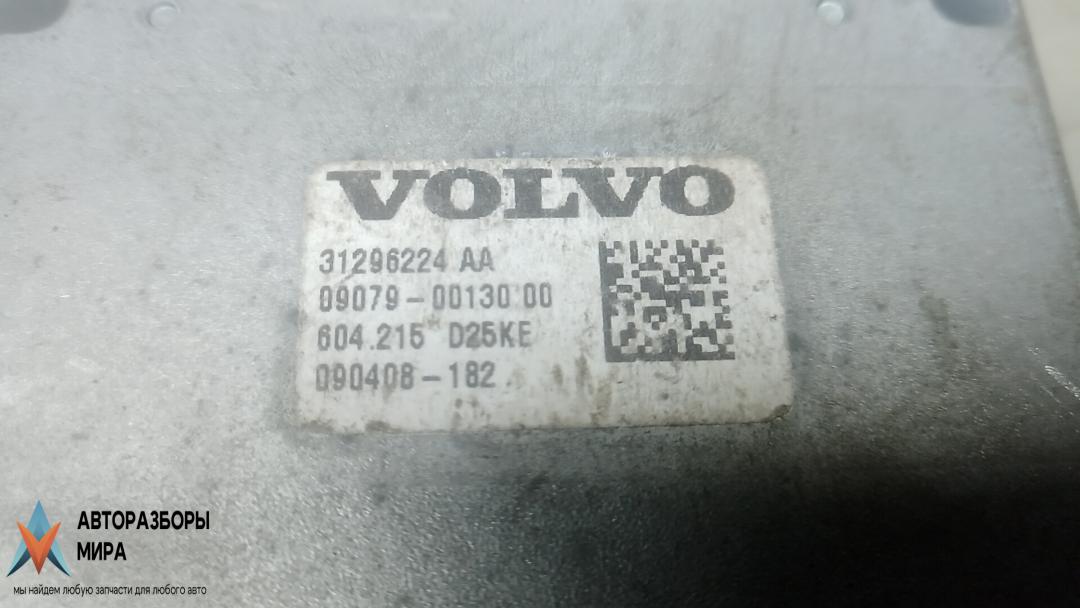 VOLVO
31296224 AA
09079-00130 00
604.215 D25KE
090408-182
АВТОРАЗБОРЫ
МИРА
мы найдем любую запчасти для любого авто